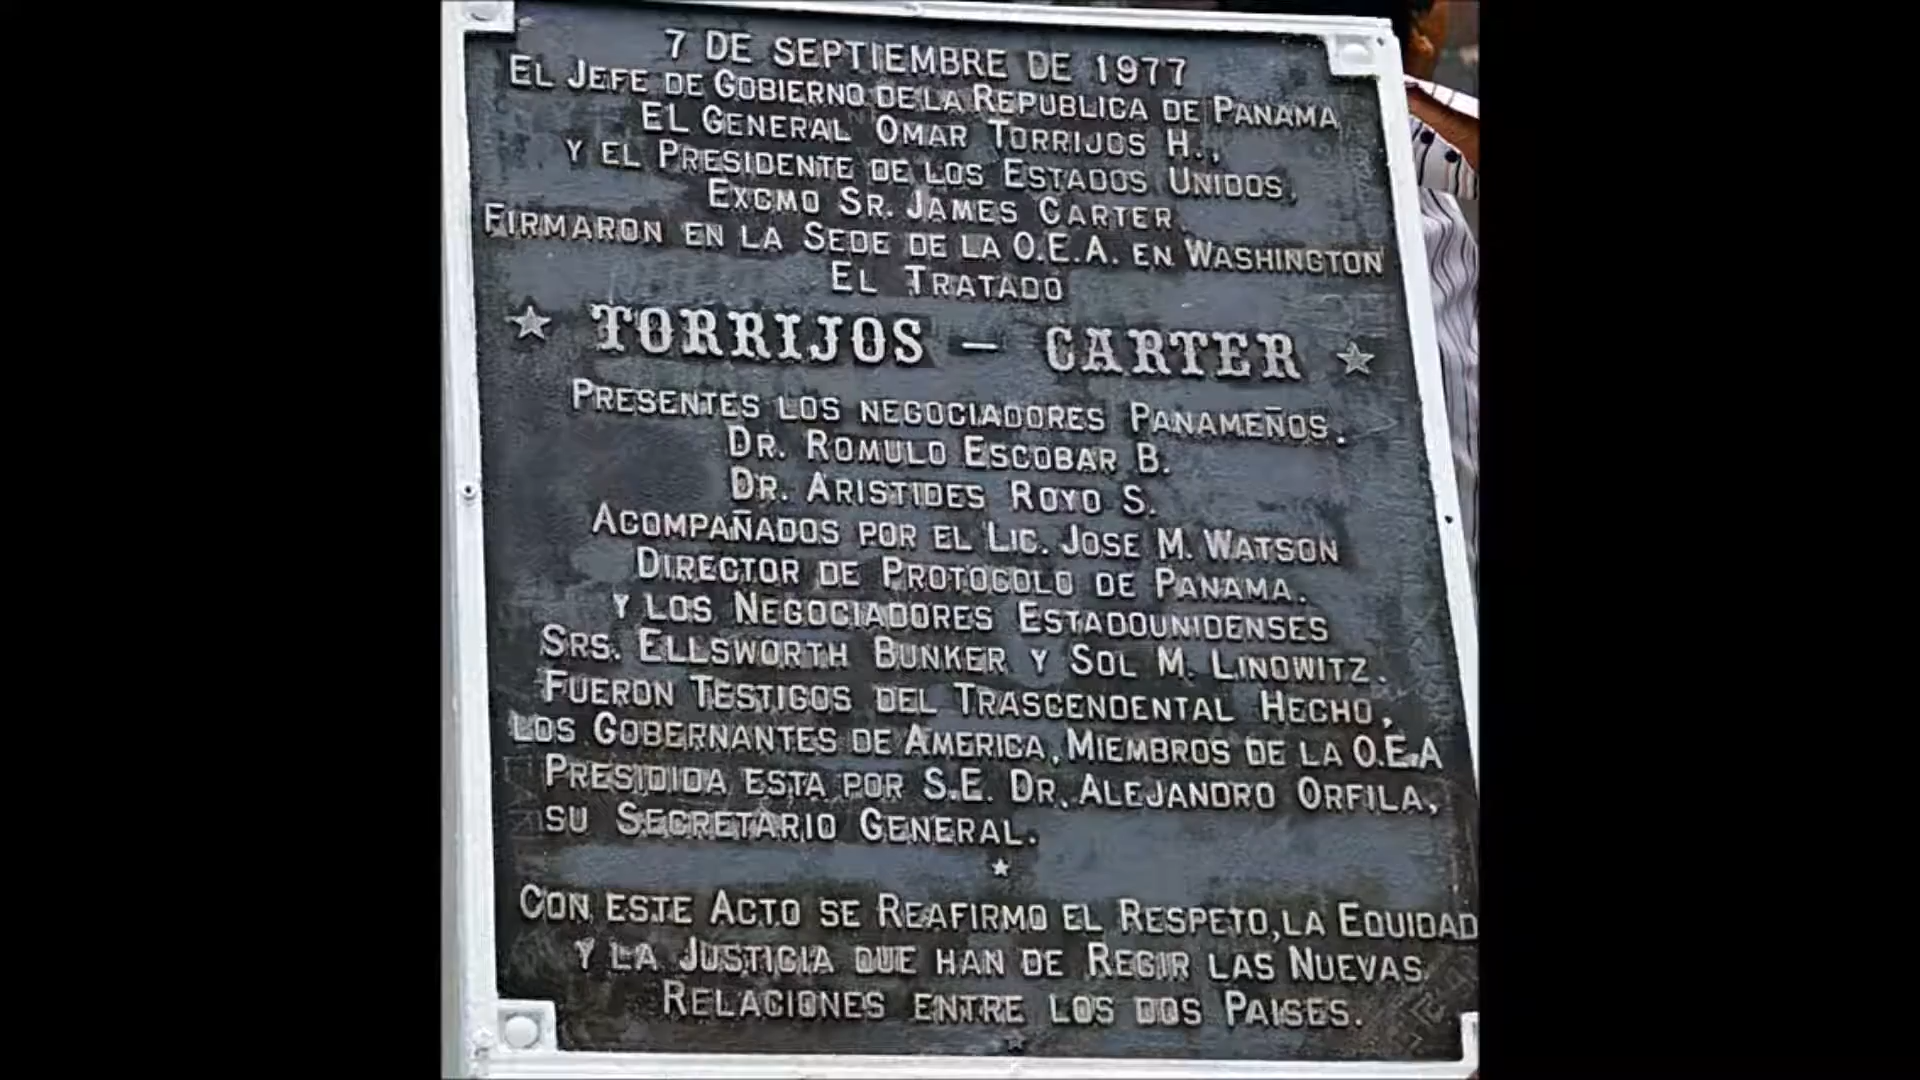 7 DE SEPTIEMBRE DE 1977
EL JEFE DE GOBIERNO DE LA REPUBLICA DE PANAMA
EL GENERAL OMAR TORRIJOS H.,
Y EL PRESIDENTE DE LOS ESTADOS UNIDOS,
EXCMO SR. JAMES CARTER
FIRMARON EN LA SEDE DE LA O.E.A. EN WASHINGTON
EL TRATADO
★ TORRIJOS – CARTER ★
PRESENTES LOS NEGOCIADORES PANAMEÑOS.
DR. ROMULO ESCOBAR B.
DR. ARISTIDES ROYO S.
ACOMPAÑADOS POR EL LIC. JOSE M. WATSON
DIRECTOR DE PROTOCOLO DE PANAMA.
Y LOS NEGOCIADORES ESTADOUNIDENSES
SRS. ELLSWORTH BUNKER Y SOL M. LINOWITZ.
FUERON TESTIGOS DEL TRASCENDENTAL HECHO,
LOS GOBERNANTES DE AMERICA, MIEMBROS DE LA O.E.A
PRESIDIDA ESTA POR S.E. DR. ALEJANDRO ORFILA,
SU SECRETARIO GENERAL.
★
CON ESTE ACTO SE REAFIRMO EL RESPETO, LA EQUIDAD
Y LA JUSTICIA QUE HAN DE REGIR LAS NUEVAS
RELACIONES ENTRE LOS DOS PAISES.